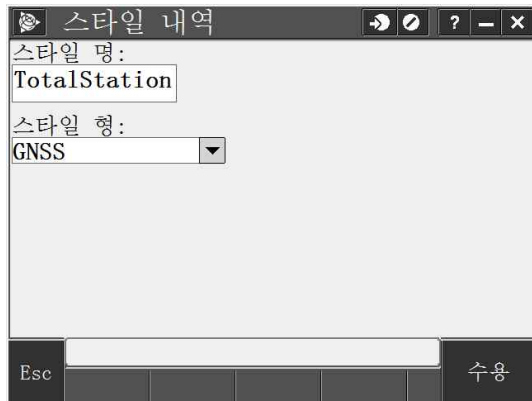 스타일 내역
? – X
스타일 명:
TotalStation
스타일 형:
GNSS
Esc
수용